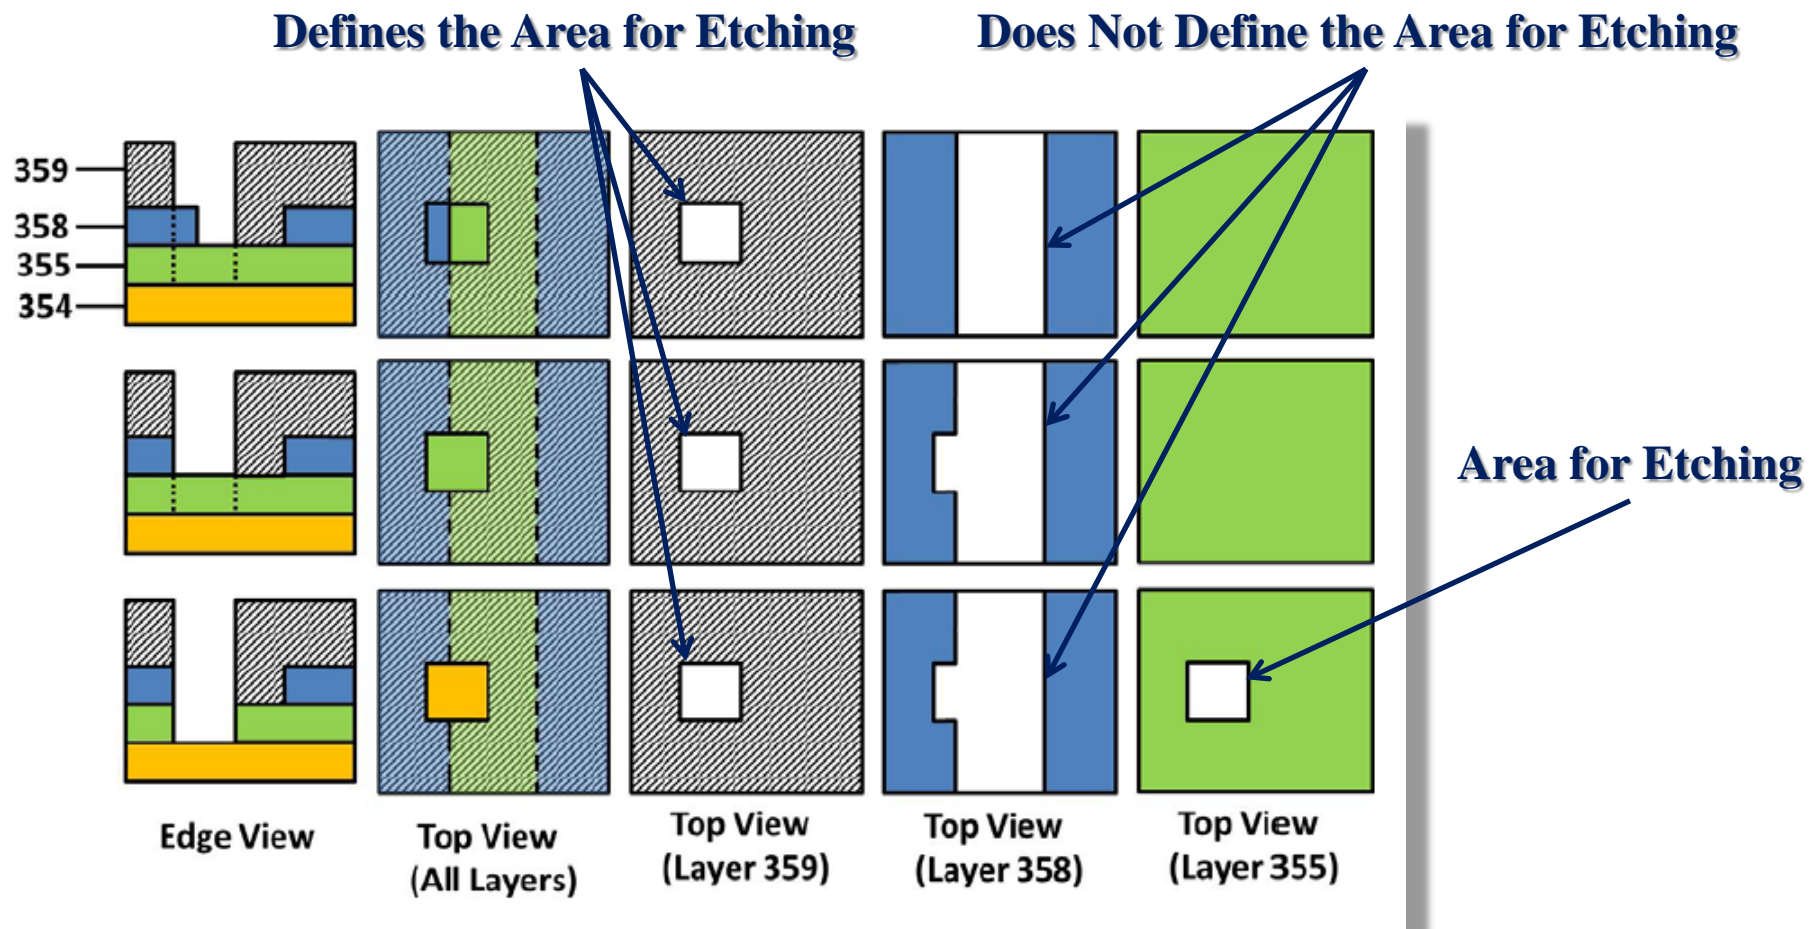 Defines the Area for Etching
Does Not Define the Area for Etching
359
358
355
354
Area for Etching
Edge View
Top View
(All Layers)
Top View
(Layer 359)
Top View
(Layer 358)
Top View
(Layer 355)